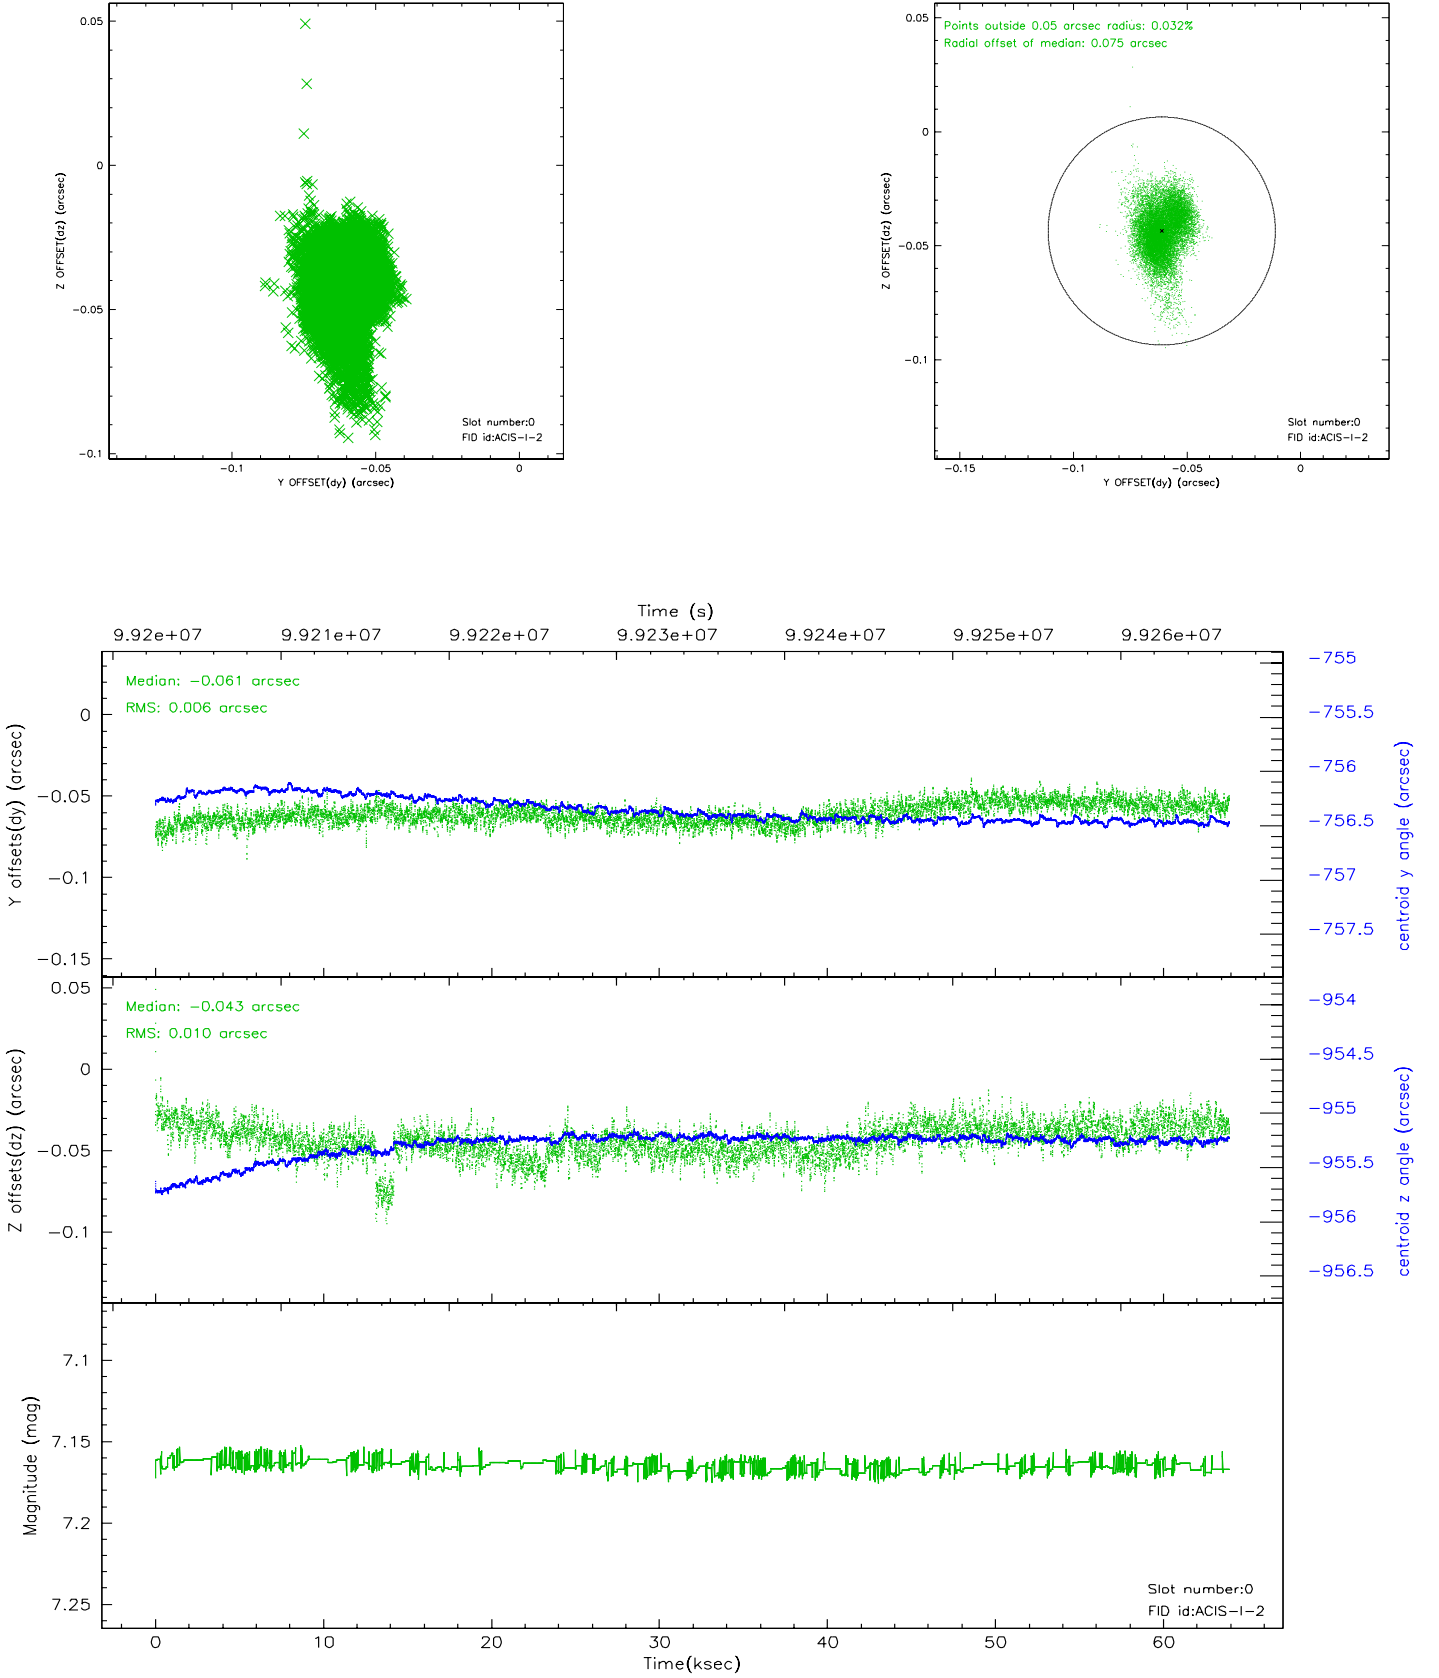 0.05
0
-0.05
-0.1
Z OFFSET(dz) (arcsec)
-0.1
-0.05
0
Y OFFSET(dy) (arcsec)
Slot number:0
FID id:ACIS-I-2
Points outside 0.05 arcsec radius: 0.032%
Radial offset of median: 0.075 arcsec
0.05
0
-0.05
-0.1
Z OFFSET(dz) (arcsec)
-0.15
-0.1
-0.05
0
Y OFFSET(dy) (arcsec)
Slot number:0
FID id:ACIS-I-2
Time (s)
9.92e+07
9.921e+07
9.922e+07
9.923e+07
9.924e+07
9.925e+07
9.926e+07
Median: -0.061 arcsec
RMS: 0.006 arcsec
0
-0.05
-0.1
-0.15
Y offsets(dy) (arcsec)
-755
-755.5
-756
-756.5
-757
-757.5
centroid y angle (arcsec)
Median: -0.043 arcsec
RMS: 0.010 arcsec
0.05
0
-0.05
-0.1
Z offsets(dz) (arcsec)
-954
-954.5
-955
-955.5
-956
-956.5
centroid z angle (arcsec)
7.1
7.15
7.2
7.25
Magnitude (mag)
Slot number:0
FID id:ACIS-I-2
0
10
20
30
40
50
60
Time(ksec)